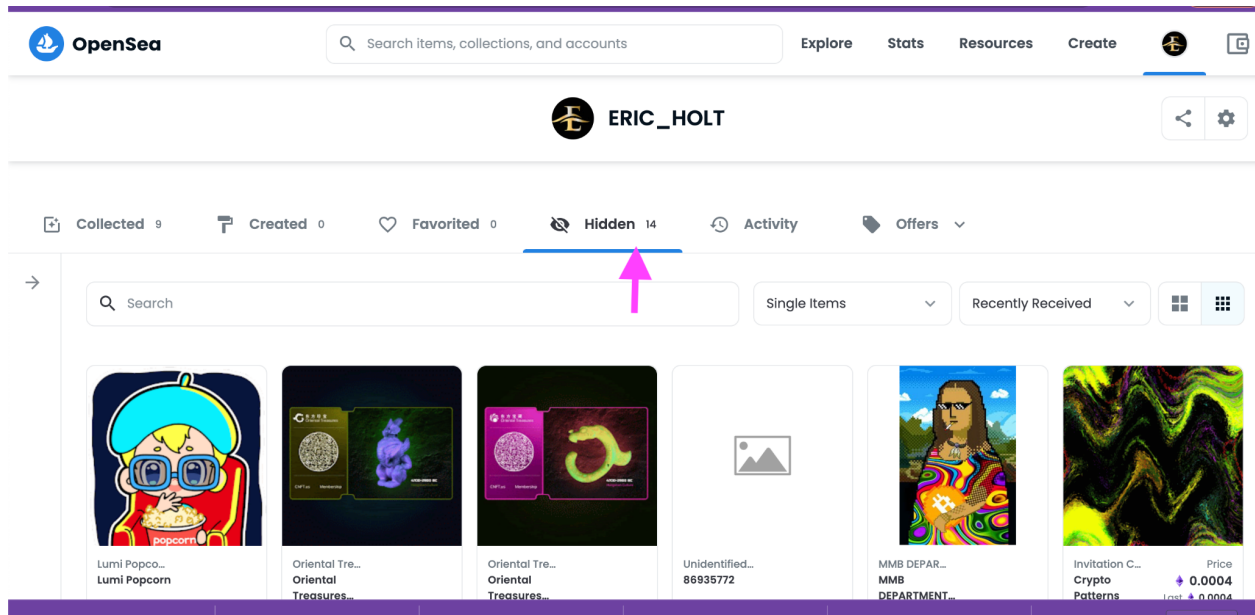 OpenSea
Search items, collections, and accounts
Explore
Stats
Resources
Create
ERIC_HOLT
Collected 9
Created 0
Favorited 0
Hidden 14
Activity
Offers
Search
Single Items
Recently Received
popcorn
Lumi Popco...
Lumi Popcorn
Oriental Tre...
Oriental
Treasures...
Oriental Tre...
Oriental
Treasures...
Unidentified...
86935772
MMB DEPAR...
MMB
DEPARTMENT...
Invitation C...
Crypto
Patterns
Price
0.0004
Last 0.0004